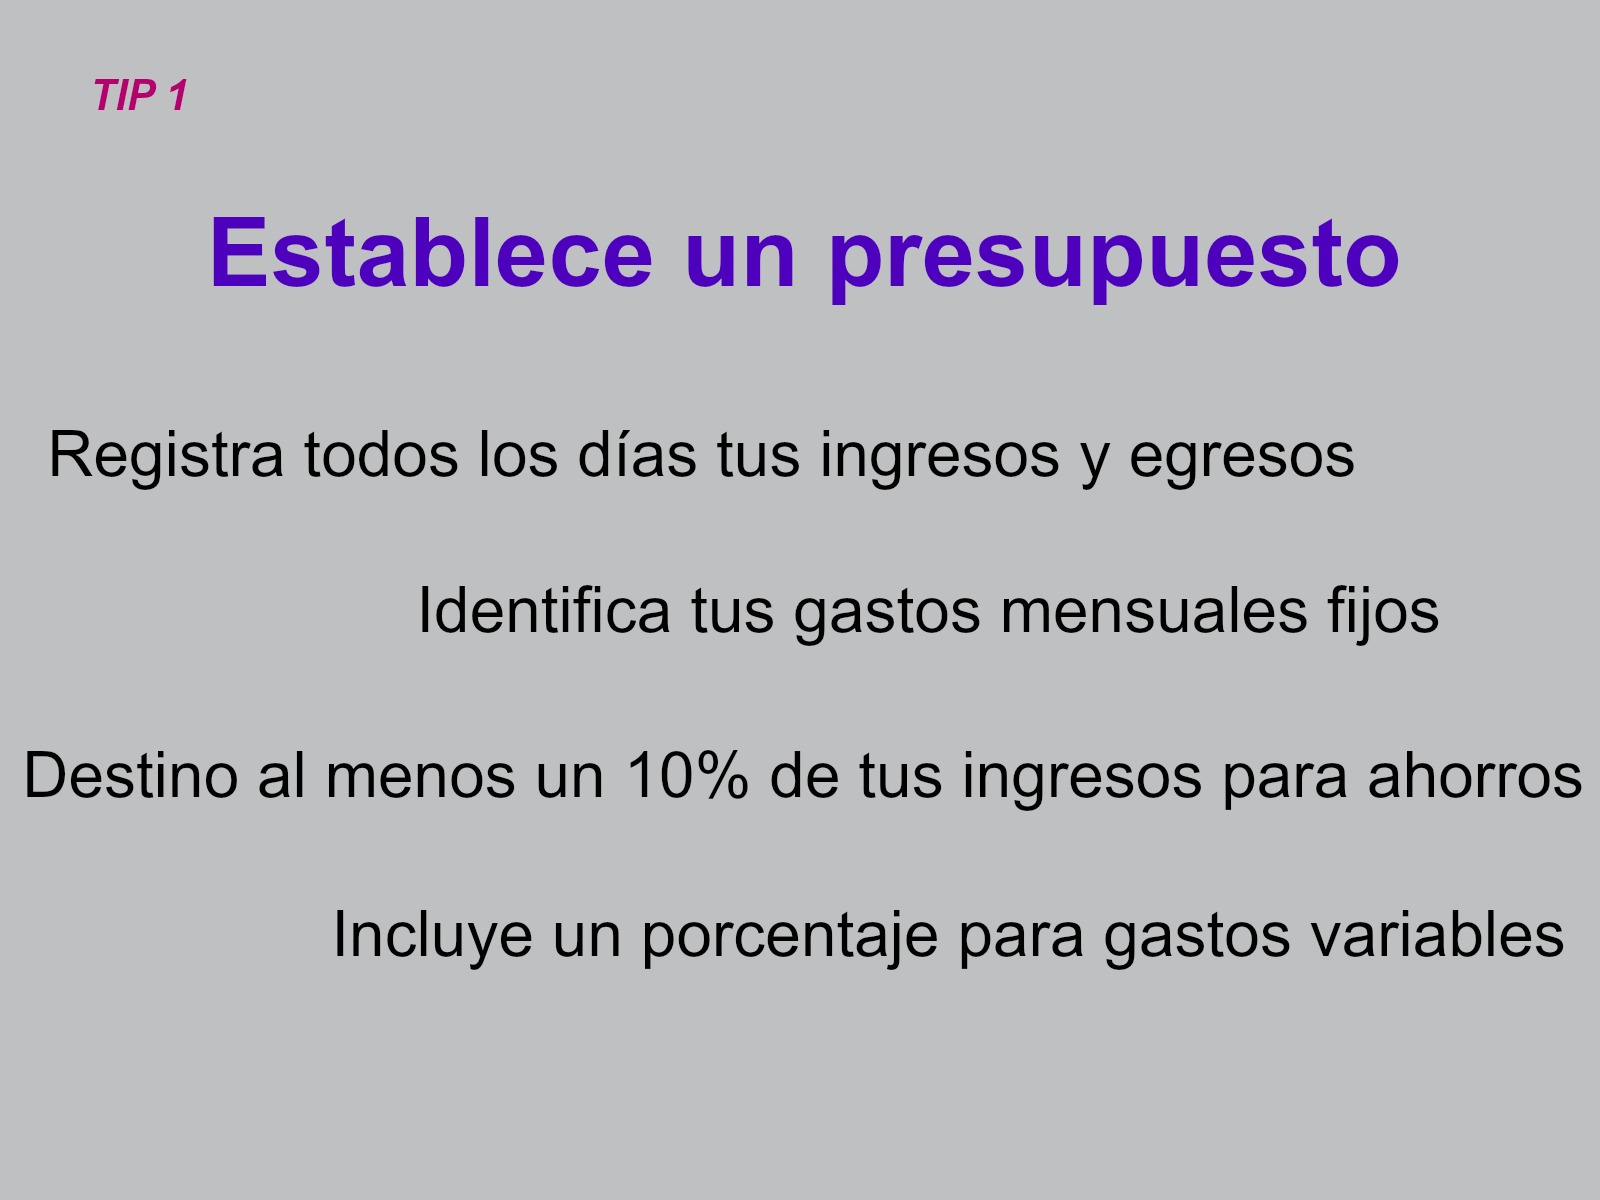 TIP 1
Establece un presupuesto
Registra todos los días tus ingresos y egresos
Identifica tus gastos mensuales fijos
Destino al menos un 10% de tus ingresos para ahorros
Incluye un porcentaje para gastos variables